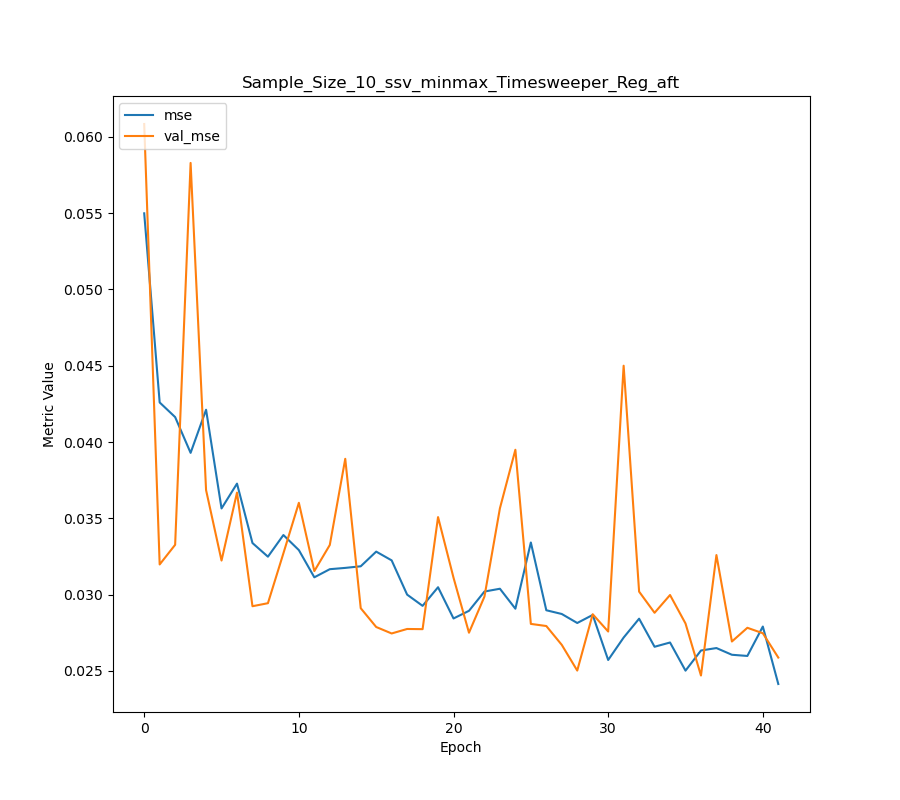 Sample_Size_10_ssv_minmax_Timesweeper_Reg_aft
mse
val_mse
0.060
0.055
0.050
0.045
0.040
0.035
0.030
0.025
Metric Value
0 10 20 30 40
Epoch